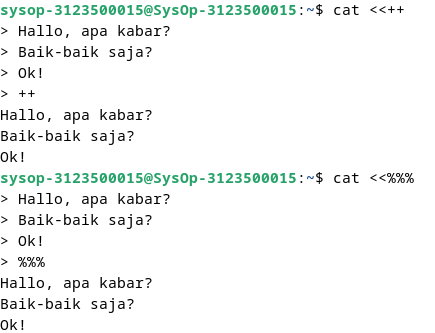 sysop-3123500015@SysOp-3123500015:~$ cat <<++
> Hallo, apa kabar?
> Baik-baik saja?
> Ok!
> ++
Hallo, apa kabar?
Baik-baik saja?
Ok!
sysop-3123500015@SysOp-3123500015:~$ cat <<%%%
> Hallo, apa kabar?
> Baik-baik saja?
> Ok!
> %%%
Hallo, apa kabar?
Baik-baik saja?
Ok!